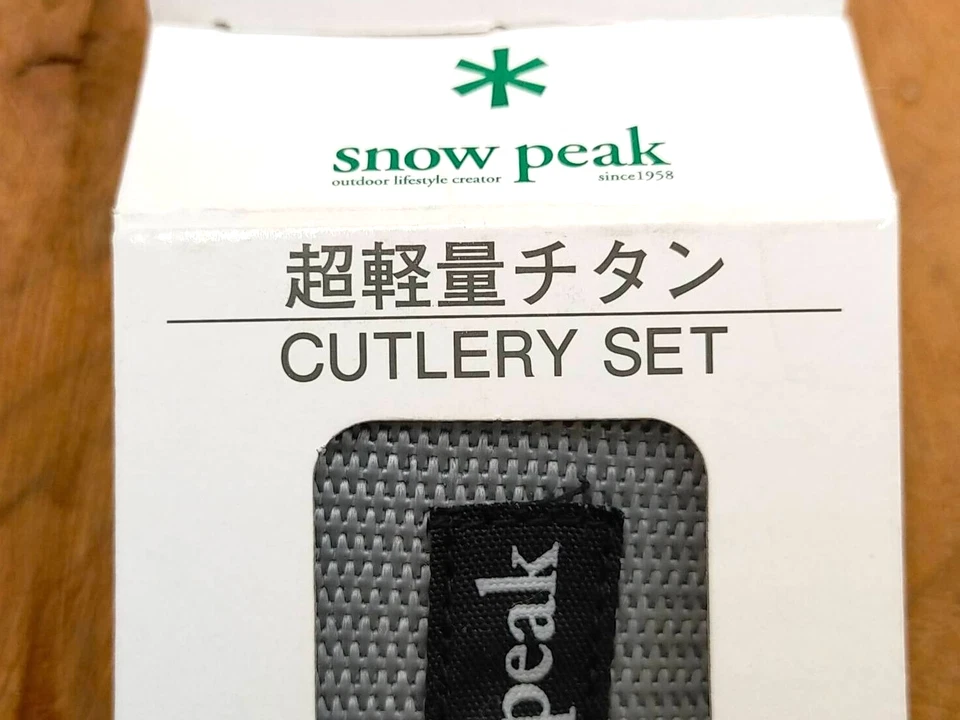 snow peak
outdoor lifestyle creator since1958
超軽量チタン
CUTLERY SET
peak